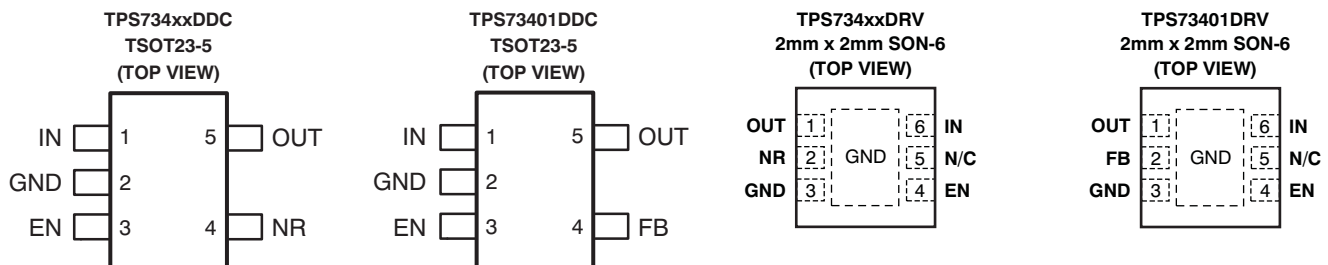 TPS734xxDDC
TSOT23-5
(TOP VIEW)
IN 1 5 OUT
GND 2
EN 3 4 NR
TPS73401DDC
TSOT23-5
(TOP VIEW)
IN 1 5 OUT
GND 2
EN 3 4 FB
TPS734xxDRV
2mm x 2mm SON-6
(TOP VIEW)
OUT 1 6 IN
NR 2 GND 5 N/C
GND 3 4 EN
TPS73401DRV
2mm x 2mm SON-6
(TOP VIEW)
OUT 1 6 IN
FB 2 GND 5 N/C
GND 3 4 EN